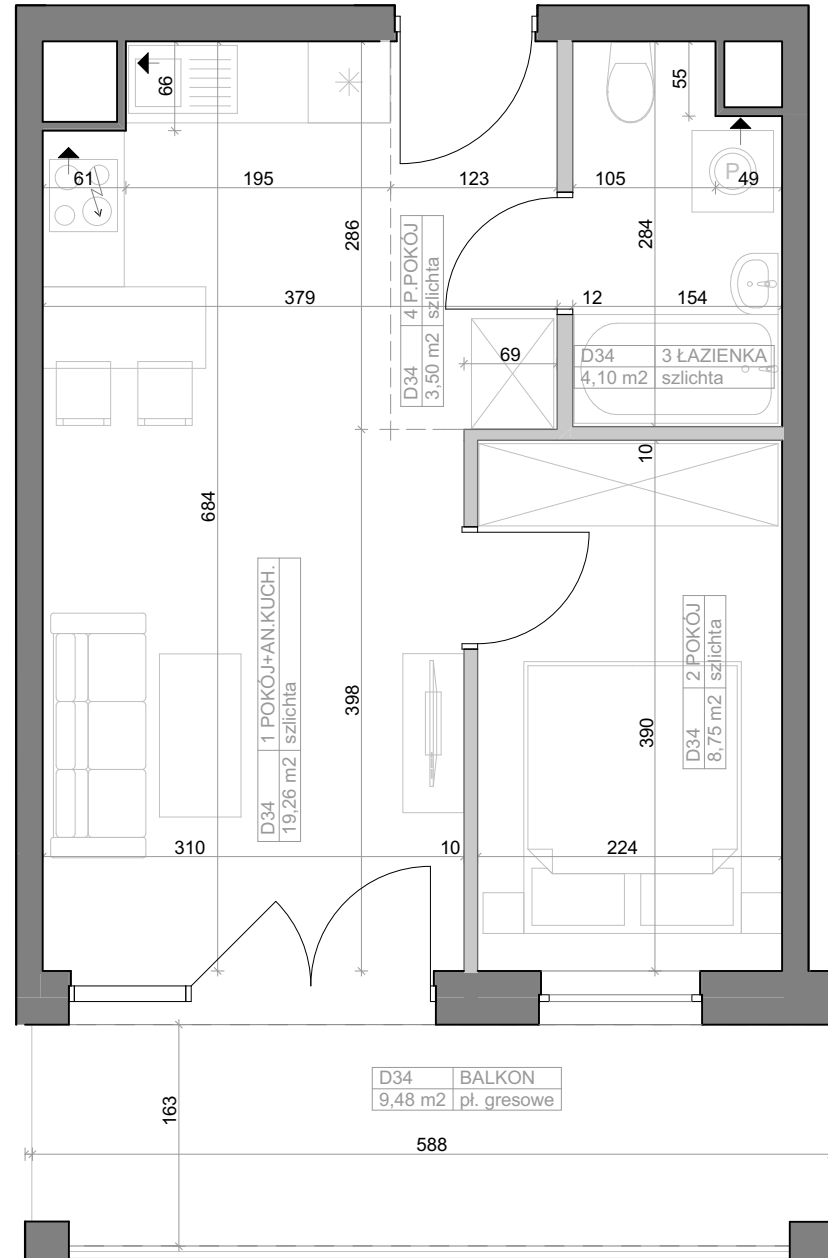 66
55
61
195
123
105
P
49
286
284
D34 4 P.POKÓJ
3,50 m2 szlichta
379
12
154
69
D34 3 ŁAZIENKA
4,10 m2 szlichta
10
684
D34 1 POKÓJ+AN.KUCH.
19,26 m2 szlichta
398
D34 2 POKÓJ
8,75 m2 szlichta
390
310
10
224
D34 BALKON
9,48 m2 pł. gresowe
163
588